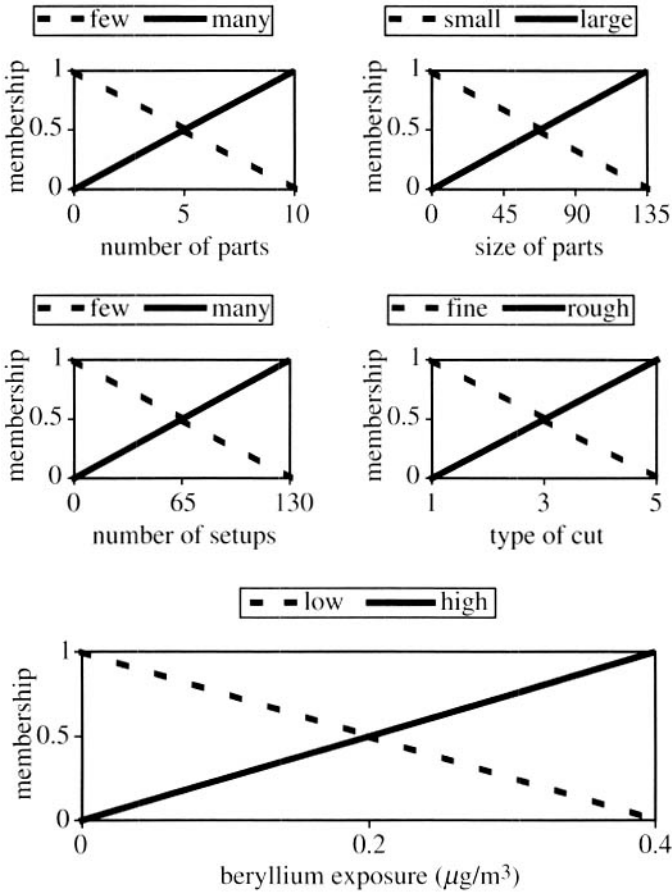 few many
small large
membership
1
0.5
0
0 5 10
number of parts
membership
1
0.5
0
0 45 90 135
size of parts
few many
fine rough
membership
1
0.5
0
0 65 130
number of setups
membership
1
0.5
0
1 3 5
type of cut
low high
membership
1
0.5
0
0 0.2 0.4
beryllium exposure (μg/m³)